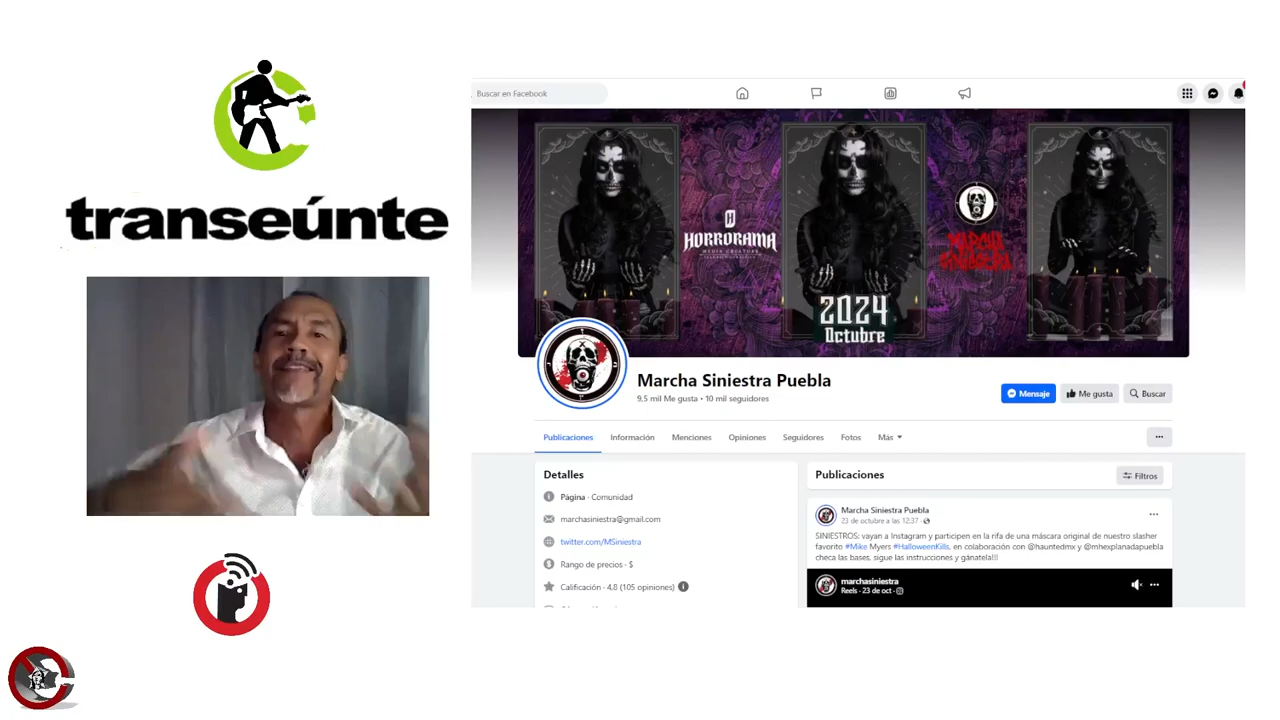 transeúnte
Buscar en Facebook
HORRORAMA
MARCHA
SINIESTRA
2024
Octubre
Marcha Siniestra Puebla
9.5 mil Me gusta • 10 mil seguidores
Mensaje
Me gusta
Buscar
Publicaciones
Información
Menciones
Opiniones
Seguidores
Fotos
Más
Detalles
Página · Comunidad
marchasiniestra@gmail.com
twitter.com/MSiniestra
Rango de precios · $
Calificación · 4,8 (105 opiniones)
Publicaciones
Filtros
Marcha Siniestra Puebla
23 de octubre a las 12:37 ·
SINIESTROS: vayan a Instagram y participen en la rifa de una máscara original de nuestro slasher
favorito #Mike Myers #HalloweenKills, en colaboración con @hauntedmx y @mhexplanadapuebla
checa las bases, sigue las instrucciones y gánatela!!!
marchasiniestra
Reels · 23 de oct ·